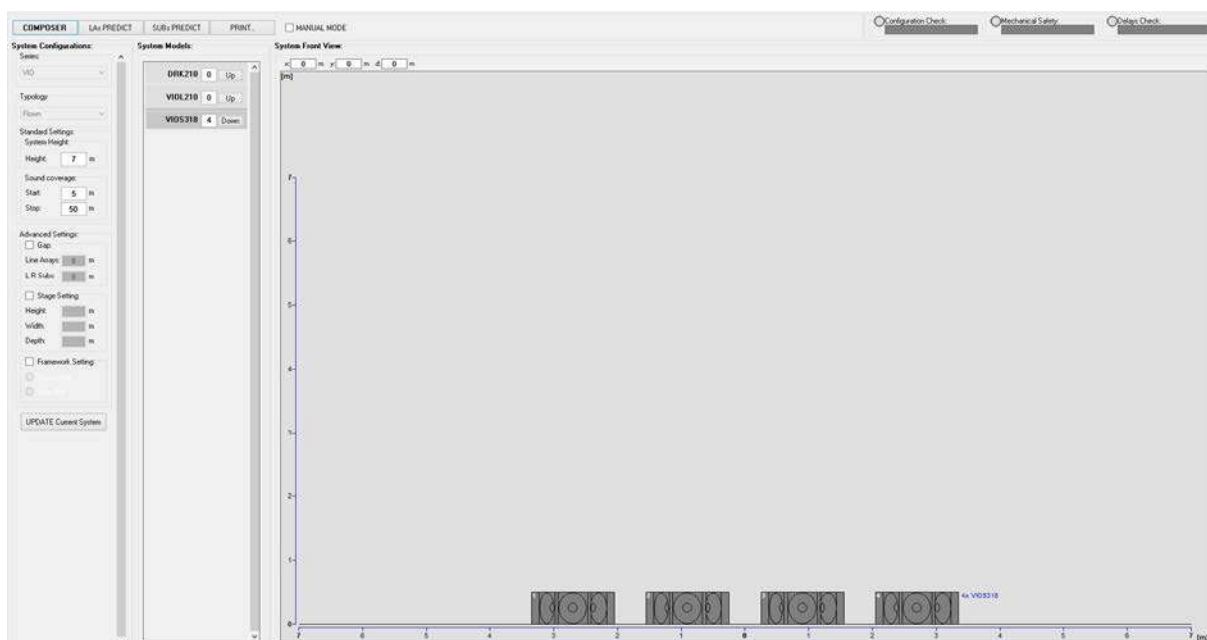 COMPOSER LAs PREDICT SUBs PREDICT PRINT.. MANUAL MODE Configuration Check: Mechanical Safety: Delays Check:
System Configurations: System Models: System Front View:
Series: x: 0 m y: 0 m d: 0 m
VIO DRK210 0 Up [m]
VIOL210 0 Up
Typology
Flown VIOS318 4 Down
Standard Settings:
System Height:
Height: 7 m
Sound coverage:
Start: 5 m
Stop: 50 m
Advanced Settings:
Gap:
Line Arrays: 0 m
L R Subs: 0 m
Stage Setting:
Height: m
Width: m
Depth: m
Framework Setting:
UPDATE Current System
7
6
5
4
3
2
1
4x VIOS318
0
7 6 5 4 3 2 1 0 1 2 3 4 5 6 7 [m]